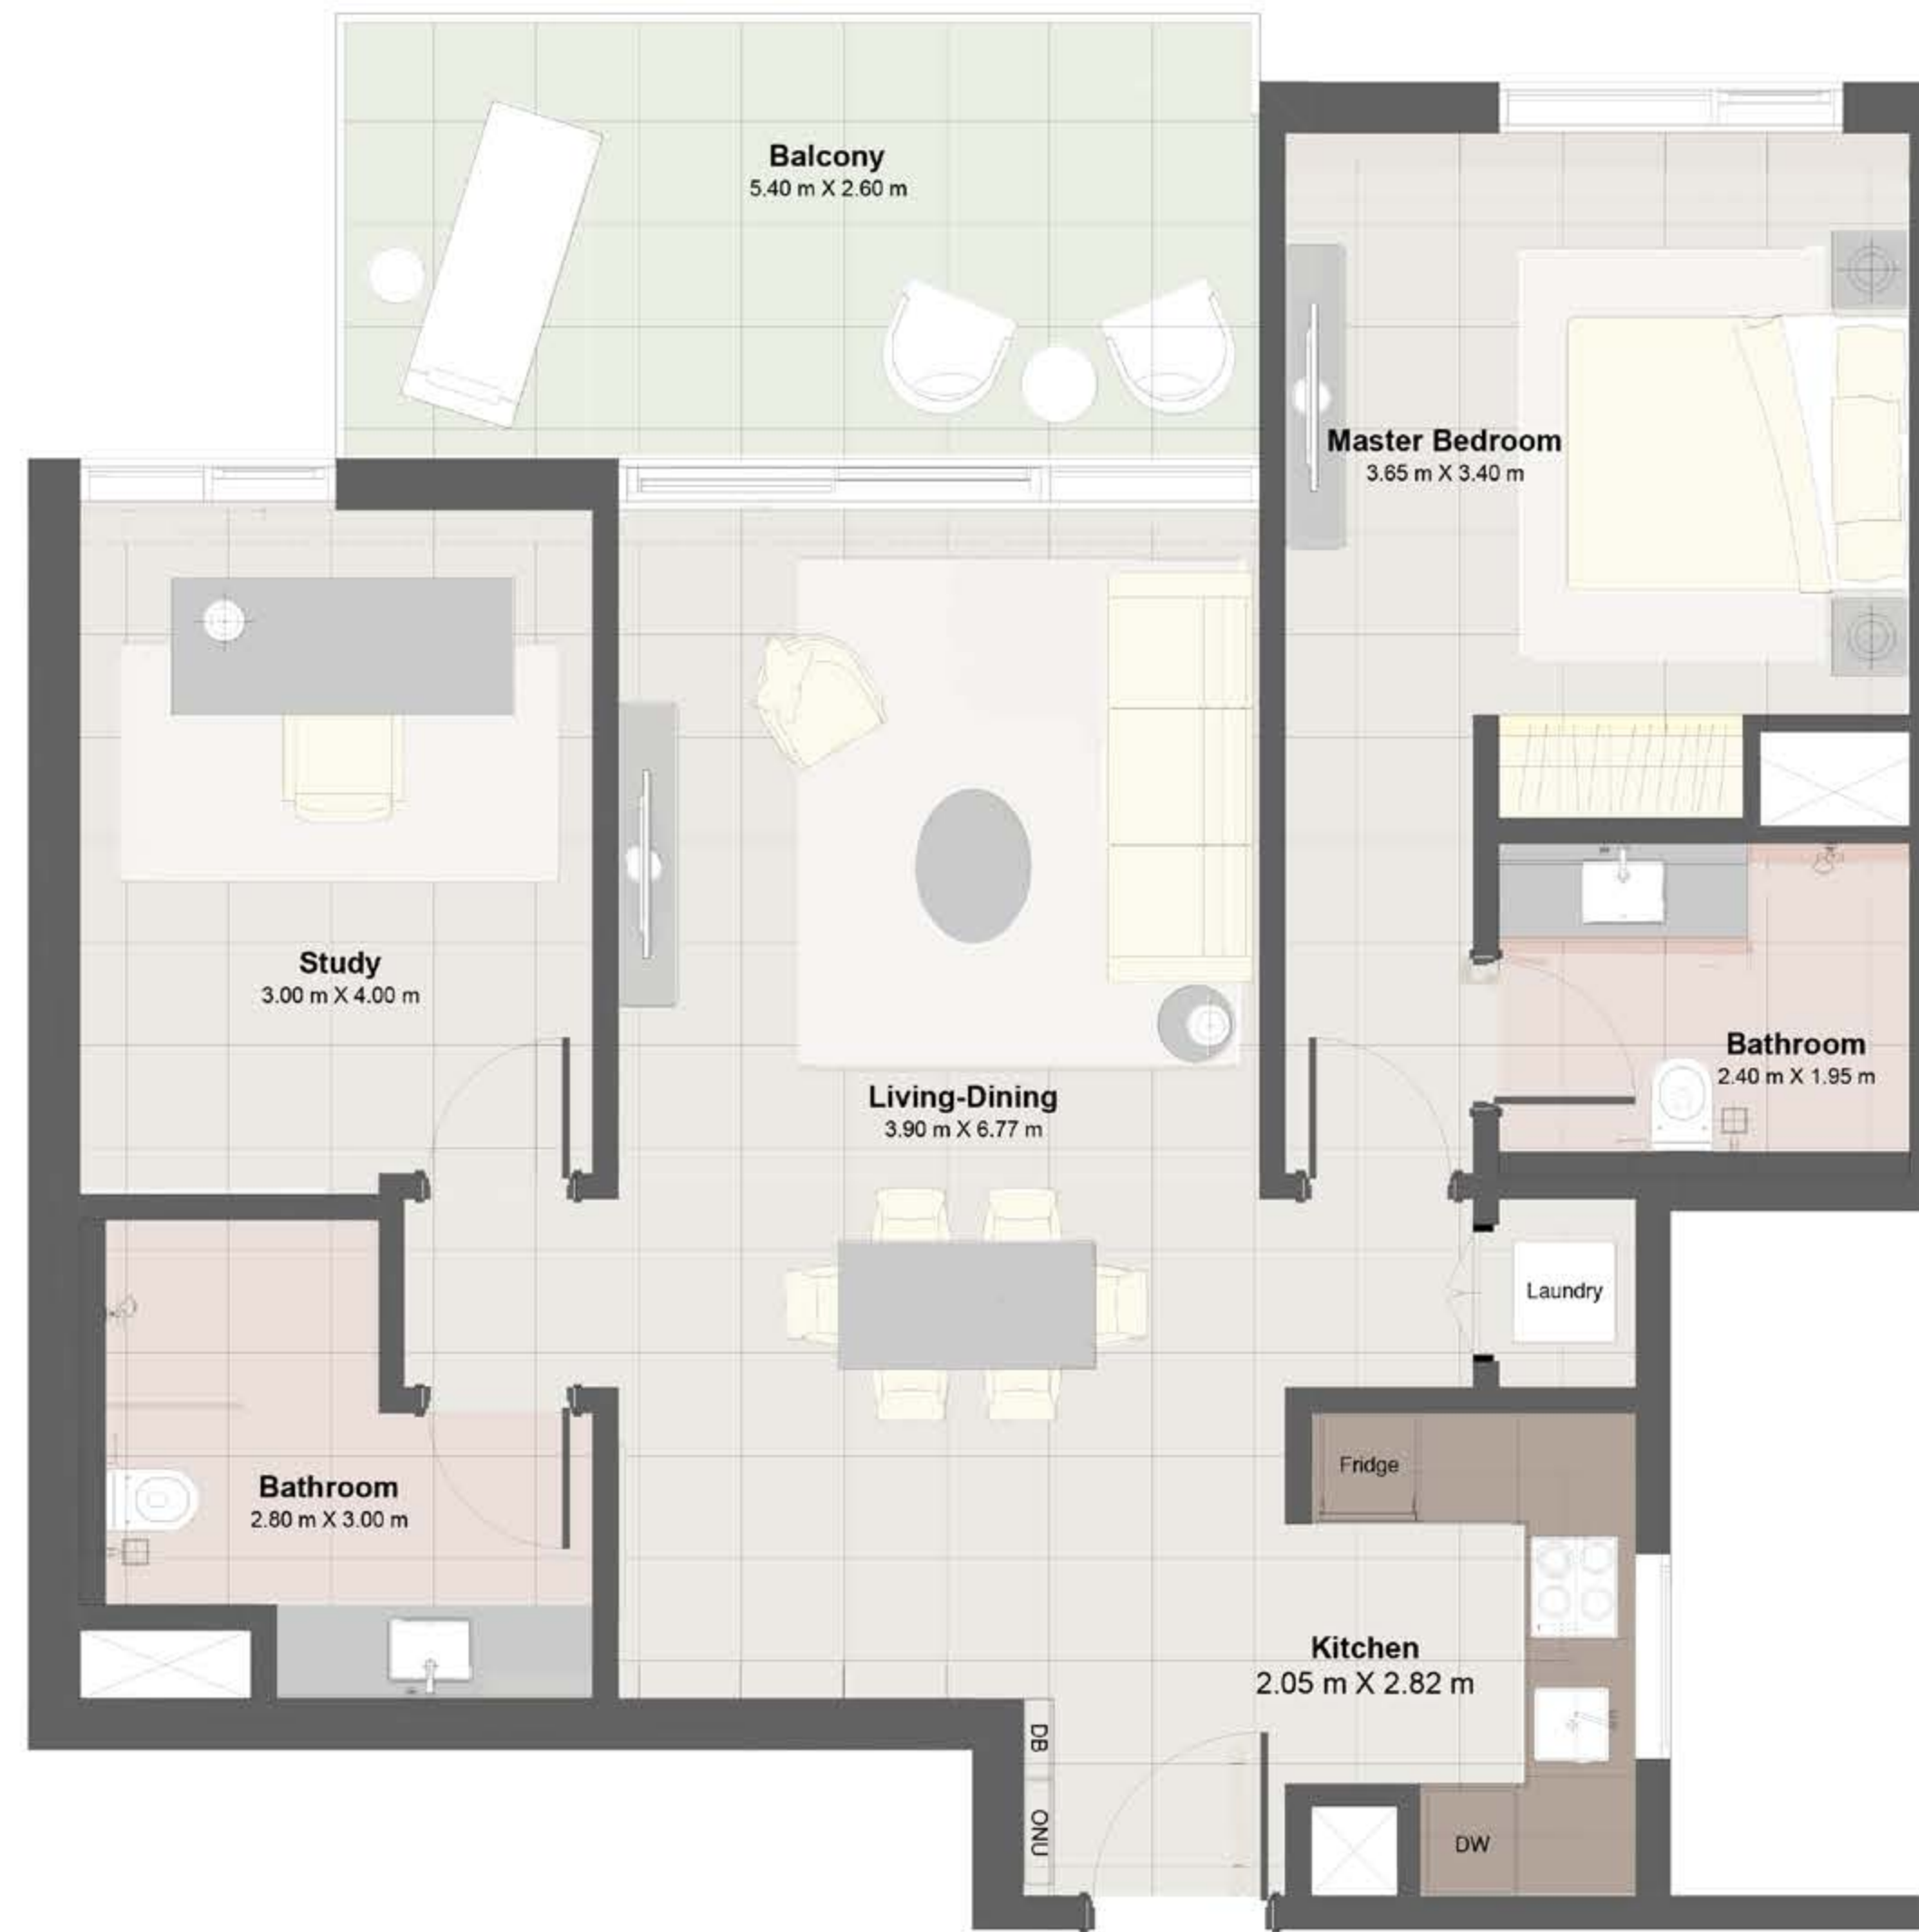 Balcony
5.40 m X 2.60 m
Master Bedroom
3.65 m X 3.40 m
Study
3.00 m X 4.00 m
Living-Dining
3.90 m X 6.77 m
Bathroom
2.40 m X 1.95 m
Laundry
Fridge
Bathroom
2.80 m X 3.00 m
Kitchen
2.05 m X 2.82 m
DB
ONU
DW